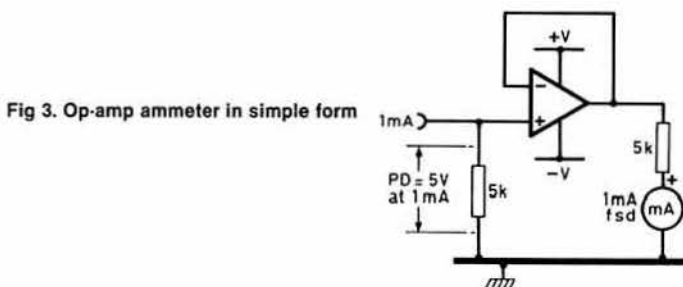 Fig 3. Op-amp ammeter in simple form
+V
−
+
−V
1mA
PD = 5V
at 1mA
5k
5k
+
1mA
fsd
mA